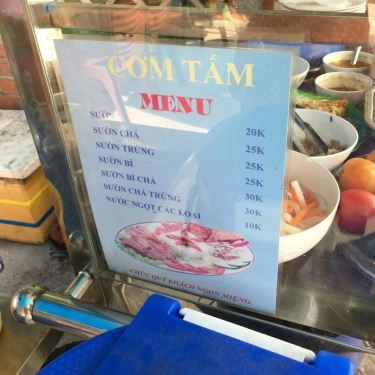 CƠM TẤM
MENU
SƯỜN 20K
SƯỜN CHẢ 25K
SƯỜN TRỨNG 25K
SƯỜN BÌ 25K
SƯỜN BÌ CHẢ 30K
SƯỜN CHẢ TRỨNG 30K
NƯỚC NGỌT CÁC LOẠI 10K
CHÚC QUÝ KHÁCH NGON MIỆNG.